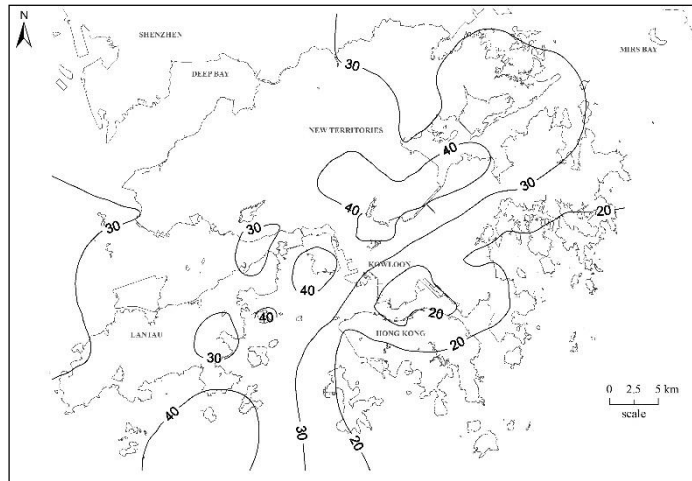 N
SHENZHEN
MIRS BAY
30
DEEP BAY
NEW TERRITORIES
40
30
40
20
30
30
KOWLOON
40
20
40
LANTAU
HONG KONG
30
20
0 2.5 5 km
scale
40
30
20